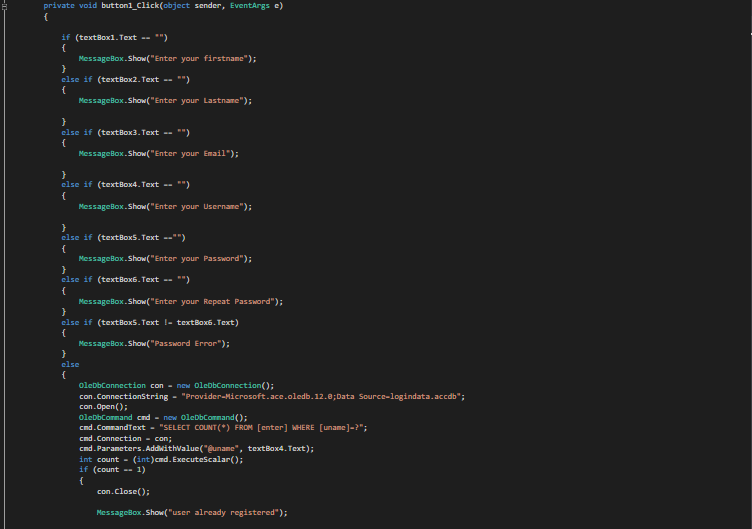 private void button1_Click(object sender, EventArgs e)
{
if (textBox1.Text == "")
{
MessageBox.Show("Enter your firstname");
}
else if (textBox2.Text == "")
{
MessageBox.Show("Enter your Lastname");
}
else if (textBox3.Text == "")
{
MessageBox.Show("Enter your Email");
}
else if (textBox4.Text == "")
{
MessageBox.Show("Enter your Username");
}
else if (textBox5.Text =="")
{
MessageBox.Show("Enter your Password");
}
else if (textBox6.Text == "")
{
MessageBox.Show("Enter your Repeat Password");
}
else if (textBox5.Text != textBox6.Text)
{
MessageBox.Show("Password Error");
}
else
{
OleDbConnection con = new OleDbConnection();
con.ConnectionString = "Provider=Microsoft.ace.oledb.12.0;Data Source=logindata.accdb";
con.Open();
OleDbCommand cmd = new OleDbCommand();
cmd.CommandText = "SELECT COUNT(*) FROM [enter] WHERE [uname]=?";
cmd.Connection = con;
cmd.Parameters.AddWithValue("@uname", textBox4.Text);
int count = (int)cmd.ExecuteScalar();
if (count == 1)
{
con.Close();
MessageBox.Show("user already registered");